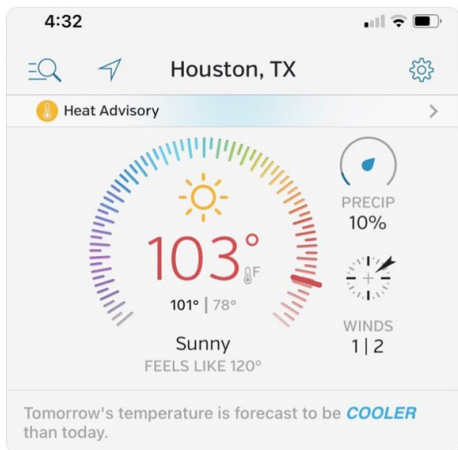 4:32
Houston, TX
Heat Advisory
103°
F
101° | 78°
Sunny
FEELS LIKE 120°
PRECIP
10%
WINDS
1|2
Tomorrow's temperature is forecast to be COOLER
than today.